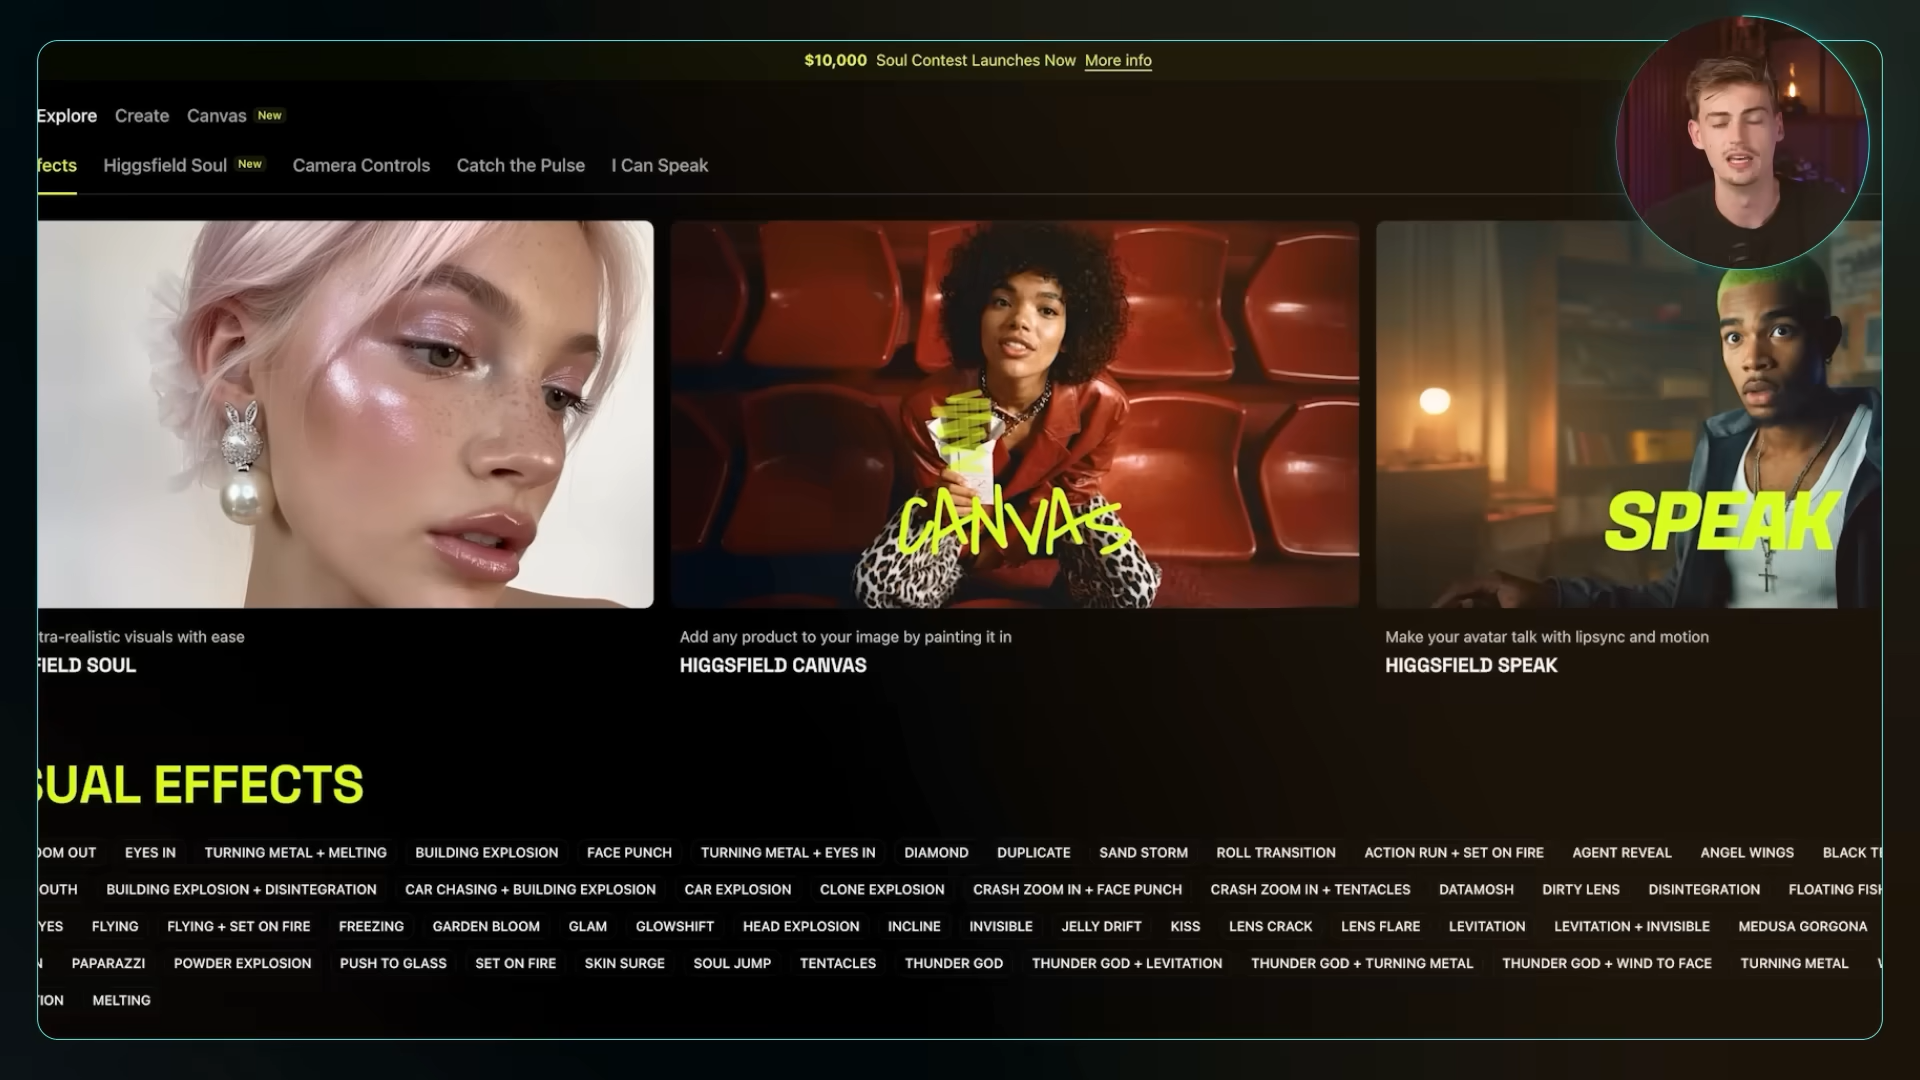 $10,000 Soul Contest Launches Now More info
Explore Create Canvas New
fects Higgsfield Soul New Camera Controls Catch the Pulse I Can Speak
CANVAS
SPEAK
tra-realistic visuals with ease
FIELD SOUL
Add any product to your image by painting it in
HIGGSFIELD CANVAS
Make your avatar talk with lipsync and motion
HIGGSFIELD SPEAK
SUAL EFFECTS
OOM OUT EYES IN TURNING METAL + MELTING BUILDING EXPLOSION FACE PUNCH TURNING METAL + EYES IN DIAMOND DUPLICATE SAND STORM ROLL TRANSITION ACTION RUN + SET ON FIRE AGENT REVEAL ANGEL WINGS BLACK T
OUTH BUILDING EXPLOSION + DISINTEGRATION CAR CHASING + BUILDING EXPLOSION CAR EXPLOSION CLONE EXPLOSION CRASH ZOOM IN + FACE PUNCH CRASH ZOOM IN + TENTACLES DATAMOSH DIRTY LENS DISINTEGRATION FLOATING FISH
YES FLYING FLYING + SET ON FIRE FREEZING GARDEN BLOOM GLAM GLOWSHIFT HEAD EXPLOSION INCLINE INVISIBLE JELLY DRIFT KISS LENS CRACK LENS FLARE LEVITATION LEVITATION + INVISIBLE MEDUSA GORGONA
N PAPARAZZI POWDER EXPLOSION PUSH TO GLASS SET ON FIRE SKIN SURGE SOUL JUMP TENTACLES THUNDER GOD THUNDER GOD + LEVITATION THUNDER GOD + TURNING METAL THUNDER GOD + WIND TO FACE TURNING METAL
ION MELTING